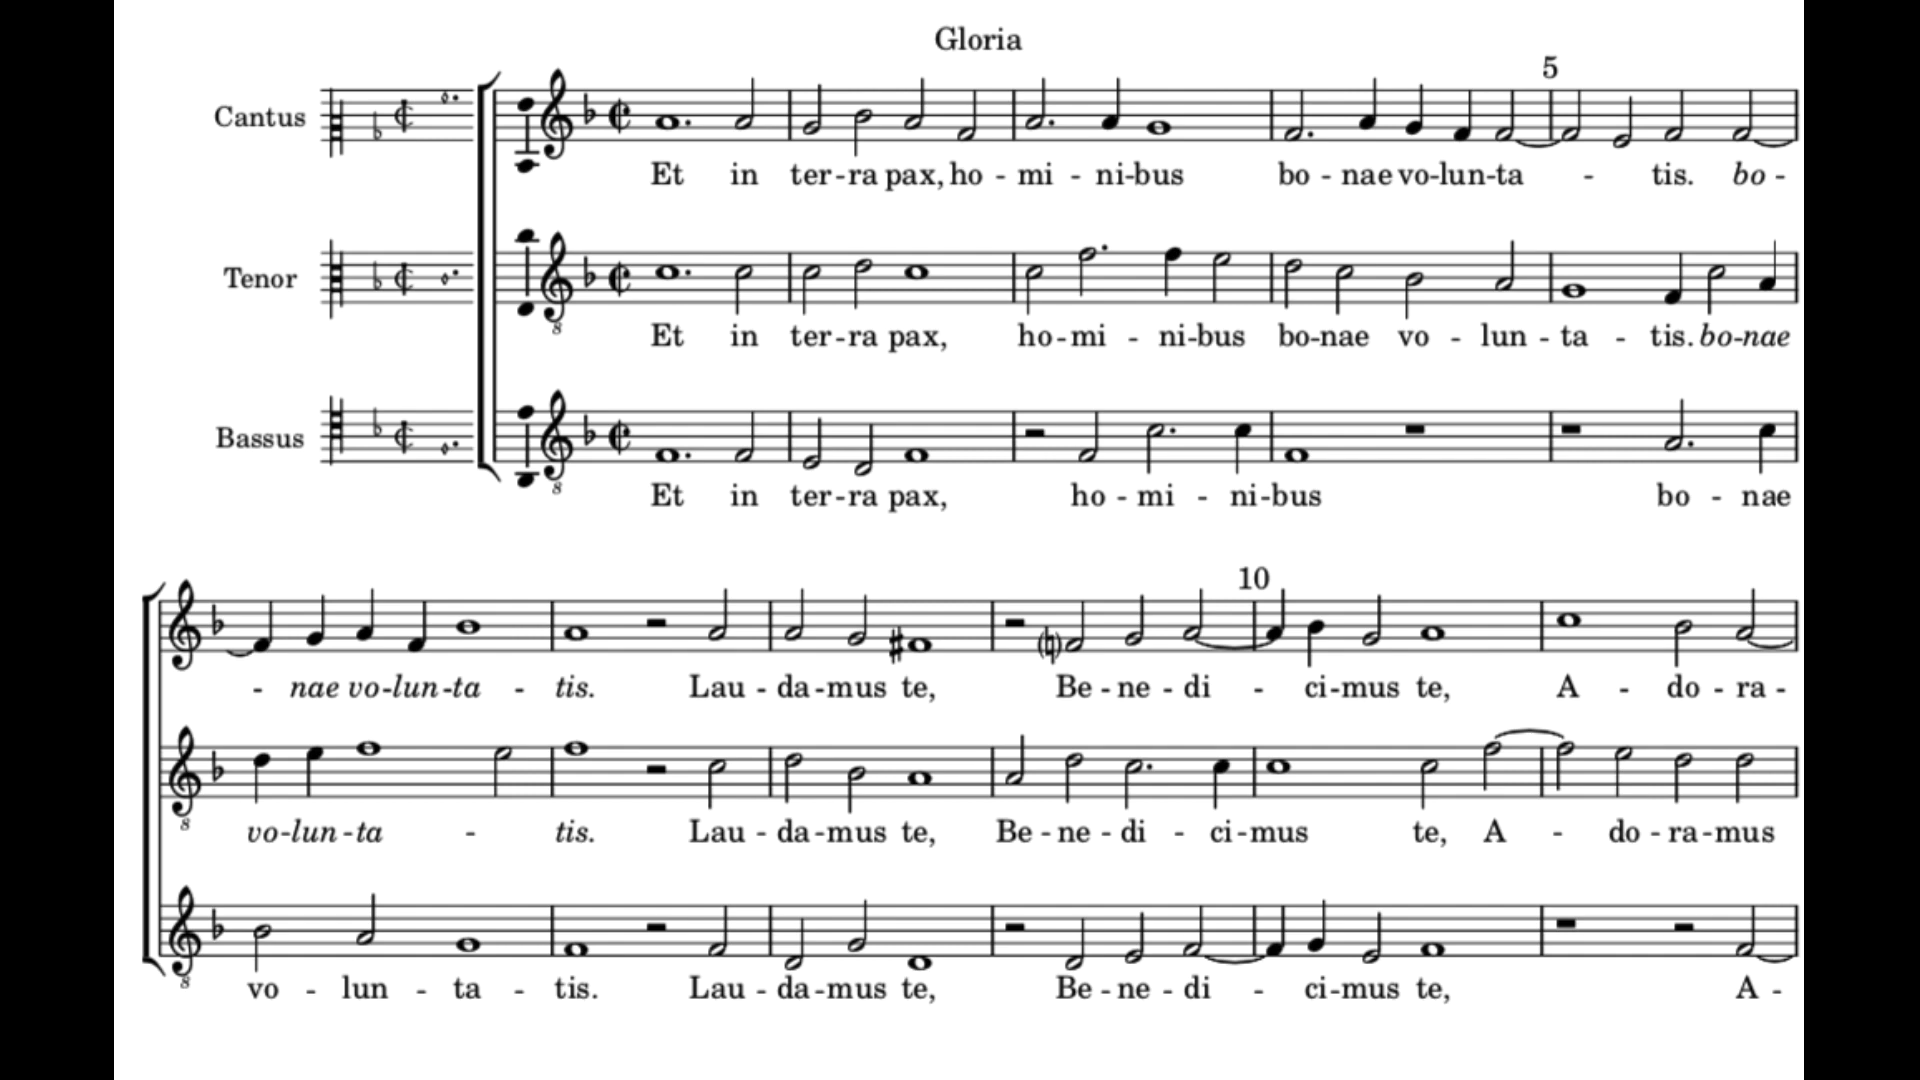 Gloria
5
Cantus
Et in ter-ra pax, ho - mi - ni-bus bo - nae vo-lun-ta - tis. bo -
Tenor
8
Et in ter-ra pax, ho-mi - ni-bus bo-nae vo - lun - ta - tis. bo-nae
Bassus
8
Et in ter-ra pax, ho - mi - ni-bus bo - nae
10
- nae vo-lun-ta - tis. Lau - da-mus te, Be - ne - di - ci-mus te, A - do - ra -
8
vo-lun-ta - tis. Lau - da-mus te, Be - ne - di - ci-mus te, A - do - ra-mus
8
vo - lun - ta - tis. Lau - da-mus te, Be - ne - di - ci-mus te, A -